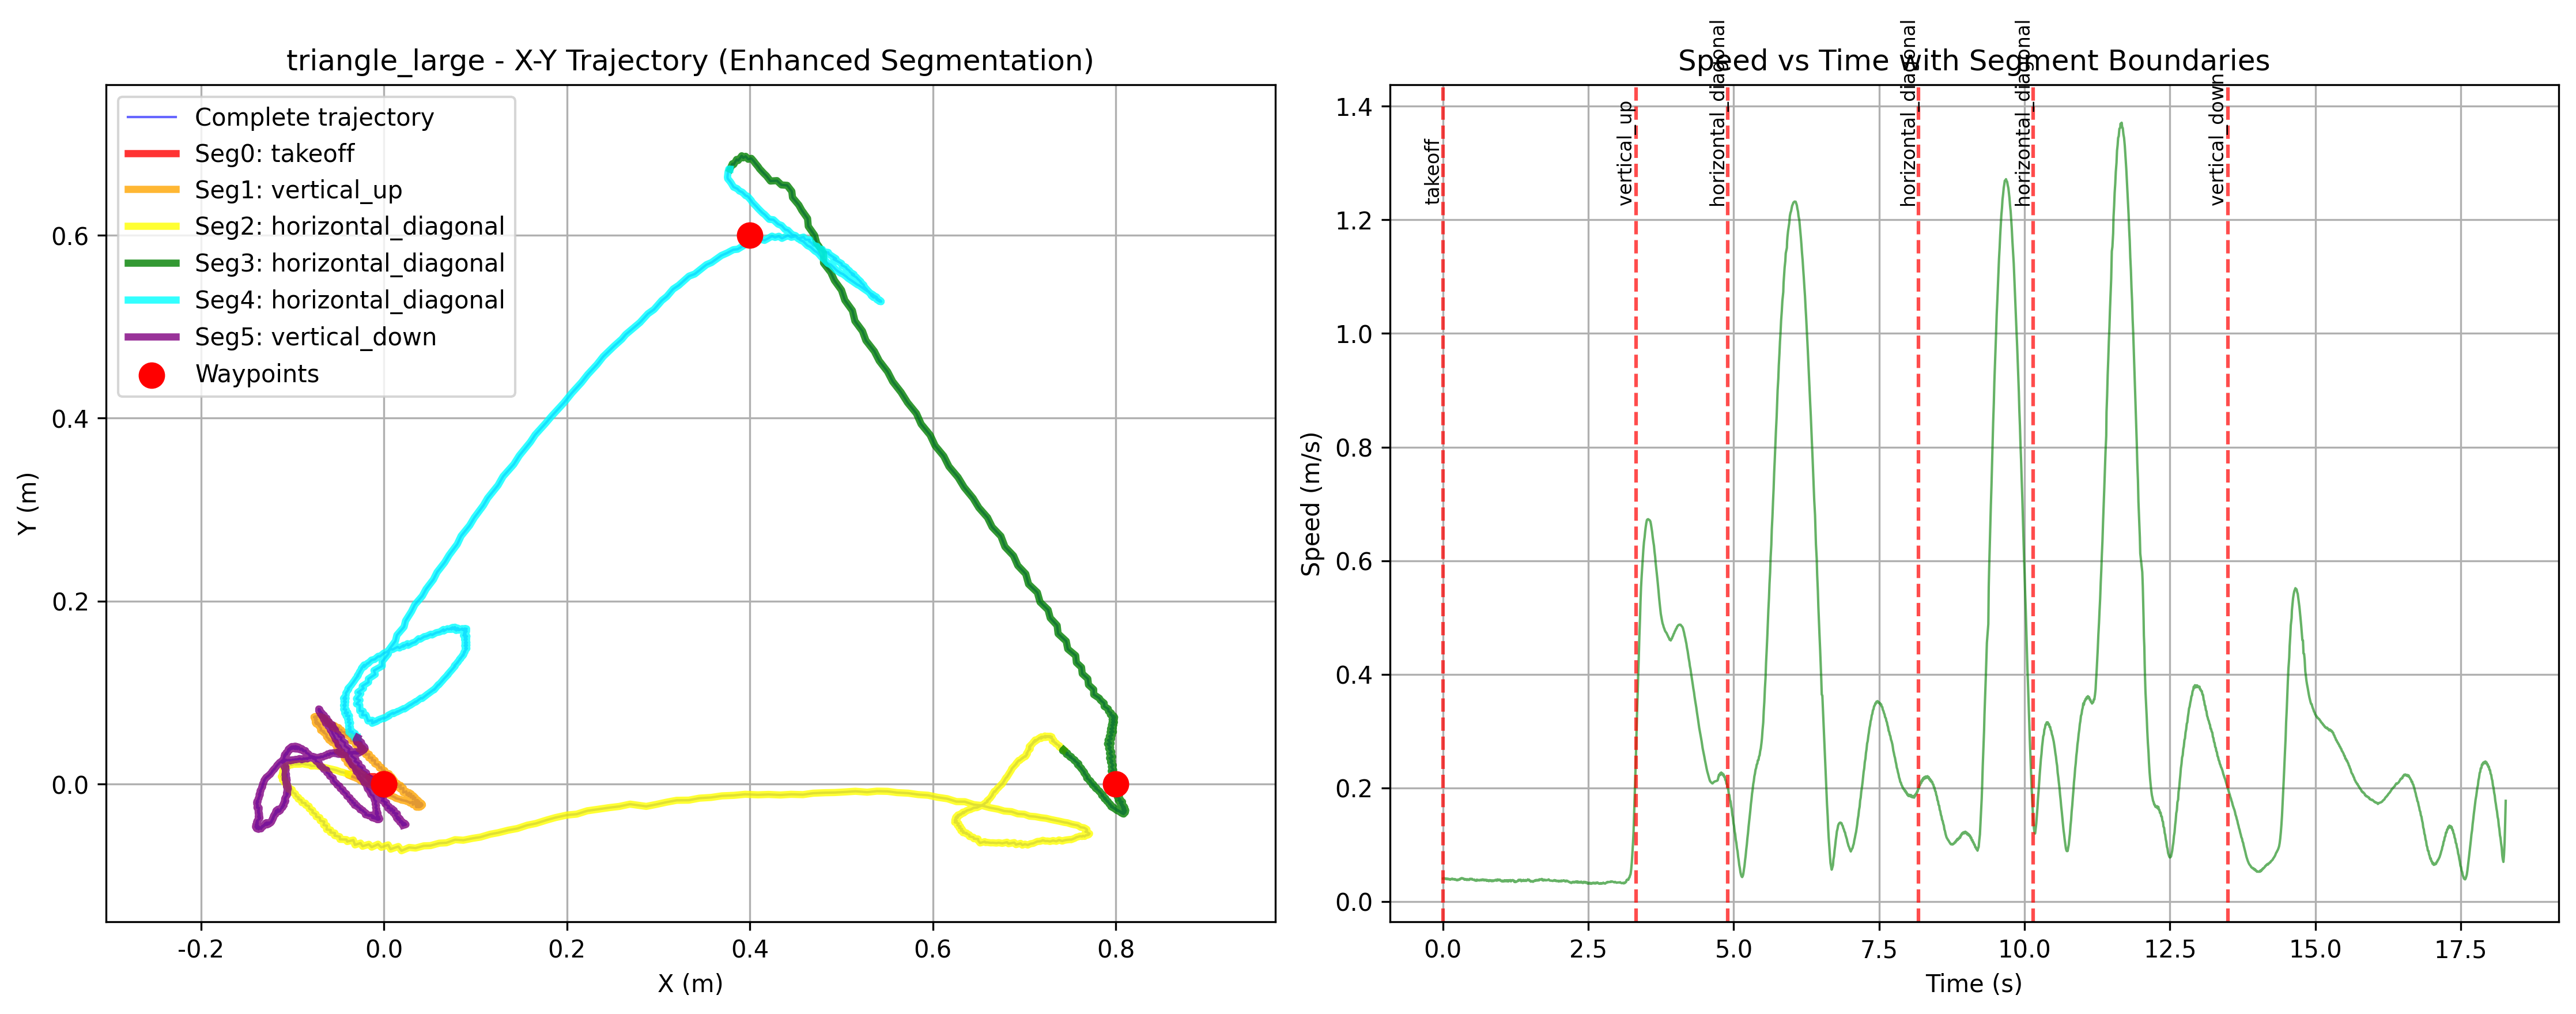 triangle_large - X-Y Trajectory (Enhanced Segmentation)
Complete trajectory
Seg0: takeoff
Seg1: vertical_up
Seg2: horizontal_diagonal
Seg3: horizontal_diagonal
Seg4: horizontal_diagonal
Seg5: vertical_down
Waypoints
Y (m)
0.6
0.4
0.2
0.0
-0.2
0.0
0.2
0.4
0.6
0.8
X (m)
Speed vs Time with Segment Boundaries
takeoff
vertical_up
horizontal_diagonal
horizontal_diagonal
horizontal_diagonal
vertical_down
Speed (m/s)
1.4
1.2
1.0
0.8
0.6
0.4
0.2
0.0
0.0
2.5
5.0
7.5
10.0
12.5
15.0
17.5
Time (s)